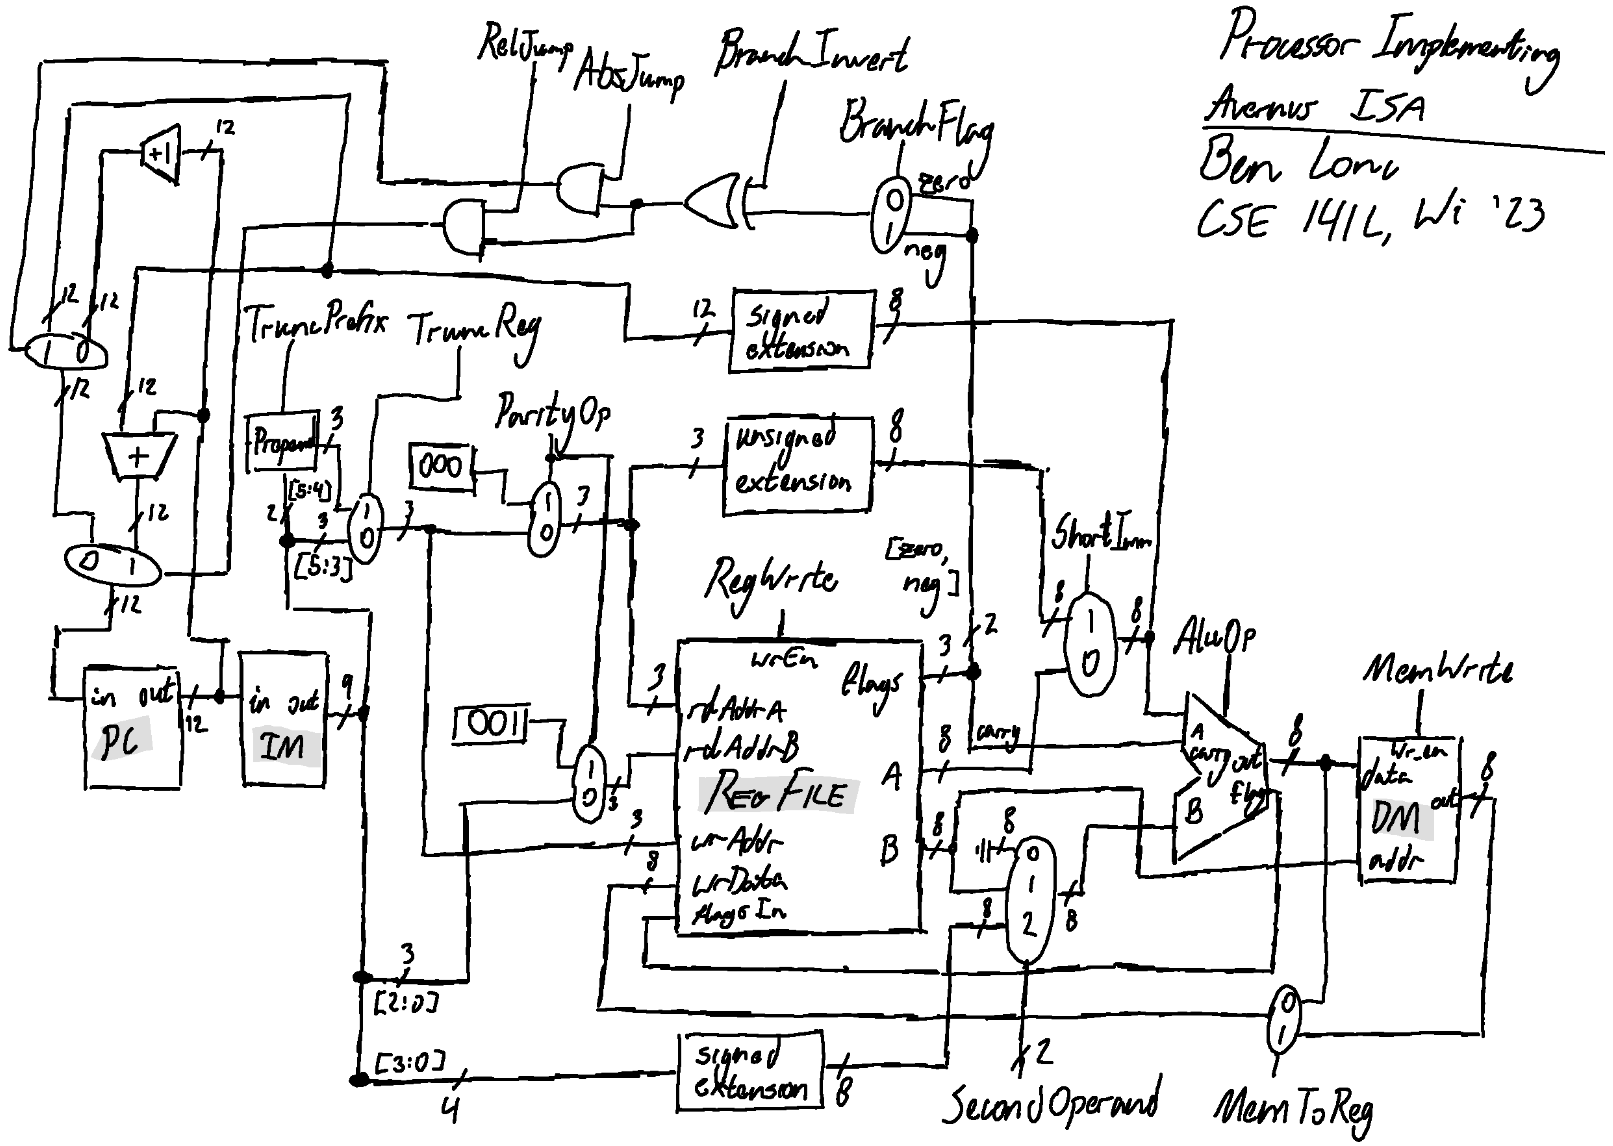 Processor Implementing
Avernus ISA
Ben Long
CSE 141L, Wi '23
RelJump
AbsJump
BranchInvert
BranchFlag
0
1
zero
neg
+1
12
12
12
1
0
12
12
+
12
0
1
12
TruncPrefix
TruncReg
ParityOp
3
[5:4]
2
3
[5:3]
1
0
3
000
1
0
3
12
signed
extension
8
3
unsigned
extension
8
[zero,
neg]
ShortImm
8
1
0
8
RegWrite
wrEn
flags
3
2
3
rdAddrA
rdAddrB
REG FILE
wrAddr
wrData
flagsIn
A
B
8
8
3
8
001
1
0
3
in
out
PC
12
in
out
IM
9
carry
AluOp
A
carry
B
out
flag
8
MemWrite
wr_en
data
out
DM
addr
8
8
0
1
2
8
8
2
SecondOperand
0
1
MemToReg
3
[2:0]
[3:0]
4
signed
extension
8